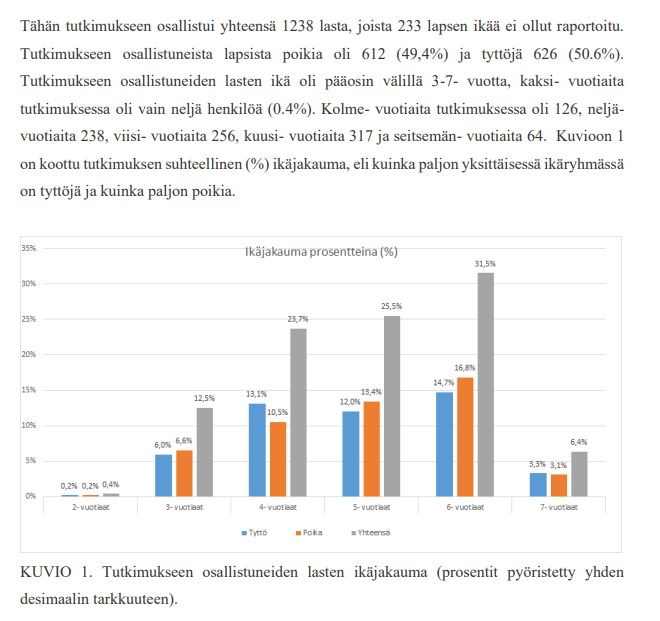 Tähän tutkimukseen osallistui yhteensä 1238 lasta, joista 233 lapsen ikää ei ollut raportoitu.
Tutkimukseen osallistuneista lapsista poikia oli 612 (49,4%) ja tyttöjä 626 (50.6%).
Tutkimukseen osallistuneiden lasten ikä oli pääosin välillä 3-7- vuotta, kaksi- vuotiaita
tutkimuksessa oli vain neljä henkilöä (0.4%). Kolme- vuotiaita tutkimuksessa oli 126, neljä-
vuotiaita 238, viisi- vuotiaita 256, kuusi- vuotiaita 317 ja seitsemän- vuotiaita 64. Kuvioon 1
on koottu tutkimuksen suhteellinen (%) ikäjakauma, eli kuinka paljon yksittäisessä ikäryhmässä
on tyttöjä ja kuinka paljon poikia.
Ikäjakauma prosentteina (%)
35%
30%
25%
20%
15%
10%
5%
0%
0,2% 0,2% 0,4%
6,0% 6,6% 12,5%
13,1% 10,5% 23,7%
12,0% 13,4% 25,5%
14,7% 16,8% 31,5%
3,3% 3,1% 6,4%
2- vuotiaat 3- vuotiaat 4- vuotiaat 5- vuotiaat 6- vuotiaat 7- vuotiaat
Tyttö Poika Yhteensä
KUVIO 1. Tutkimukseen osallistuneiden lasten ikäjakauma (prosentit pyöristetty yhden
desimaalin tarkkuuteen).